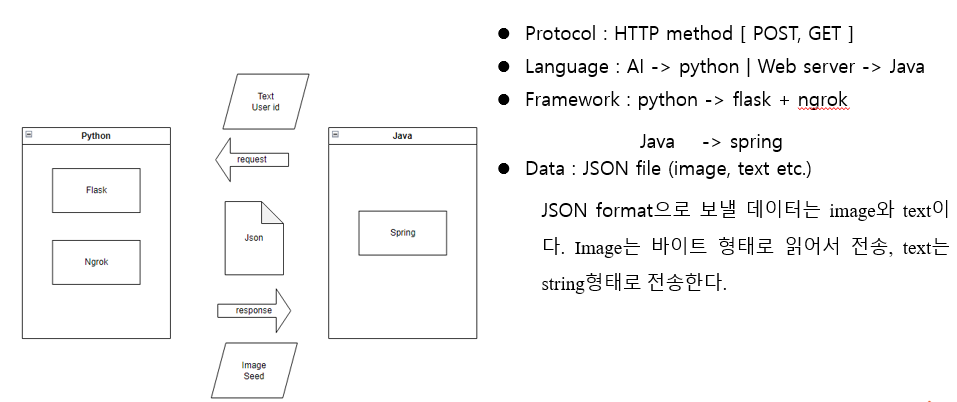 Text
User id
Python
Java
request
Flask
Json
Spring
Ngrok
response
Image
Seed
● Protocol : HTTP method [ POST, GET ]
● Language : AI -> python | Web server -> Java
● Framework : python -> flask + ngrok
Java -> spring
● Data : JSON file (image, text etc.)
JSON format으로 보낼 데이터는 image와 text이
다. Image는 바이트 형태로 읽어서 전송, text는
string형태로 전송한다.